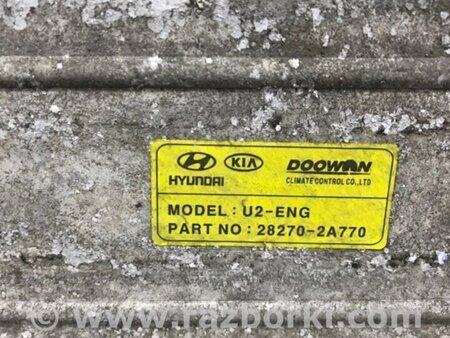 HYUNDAI KIA DOOWON
CLIMATE CONTROL CO.,LTD
MODEL : U2-ENG
PART NO : 28270-2A770
© www.razborki.com